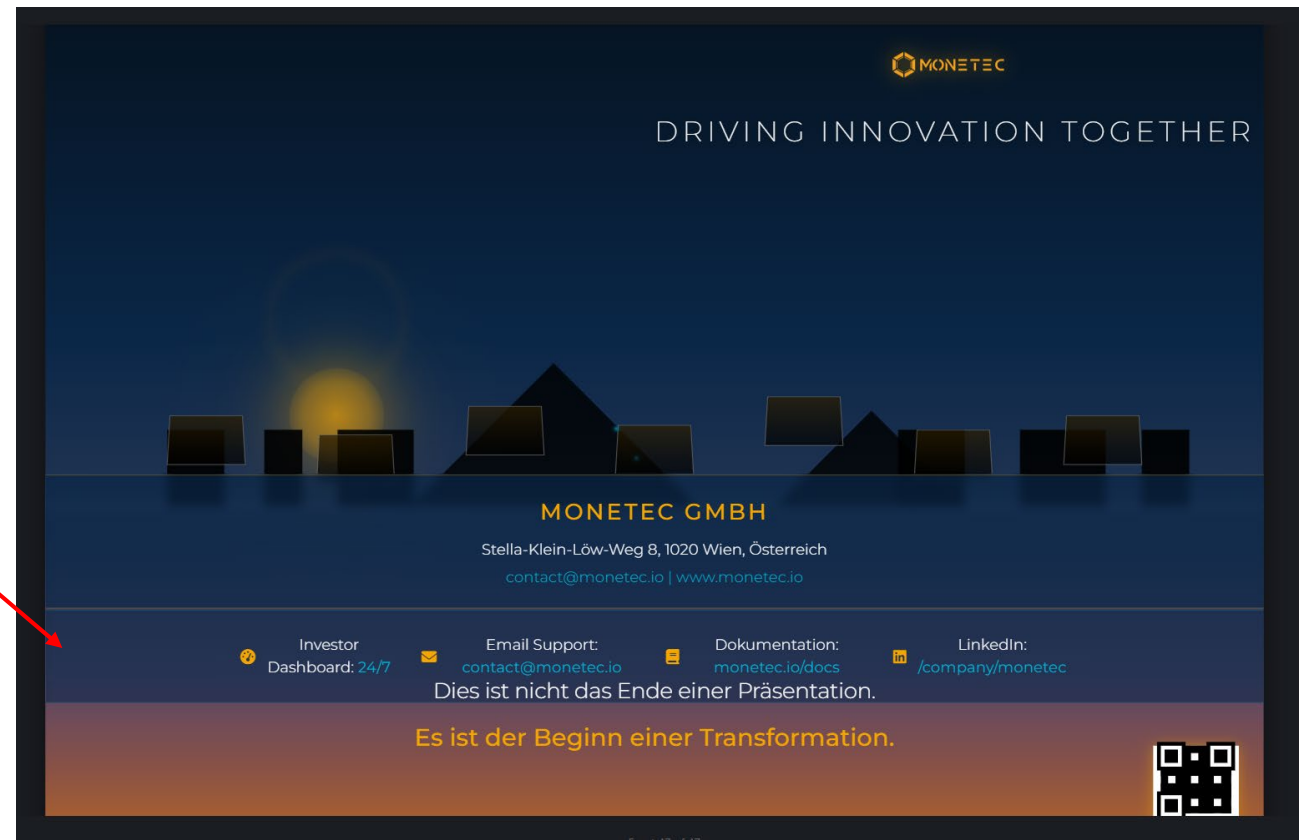 MONETEC
DRIVING INNOVATION TOGETHER
MONETEC GMBH
Stella-Klein-Löw-Weg 8, 1020 Wien, Österreich
contact@monetec.io | www.monetec.io
Investor
Dashboard: 24/7
Email Support:
contact@monetec.io
Dokumentation:
monetec.io/docs
LinkedIn:
/company/monetec
Dies ist nicht das Ende einer Präsentation.
Es ist der Beginn einer Transformation.